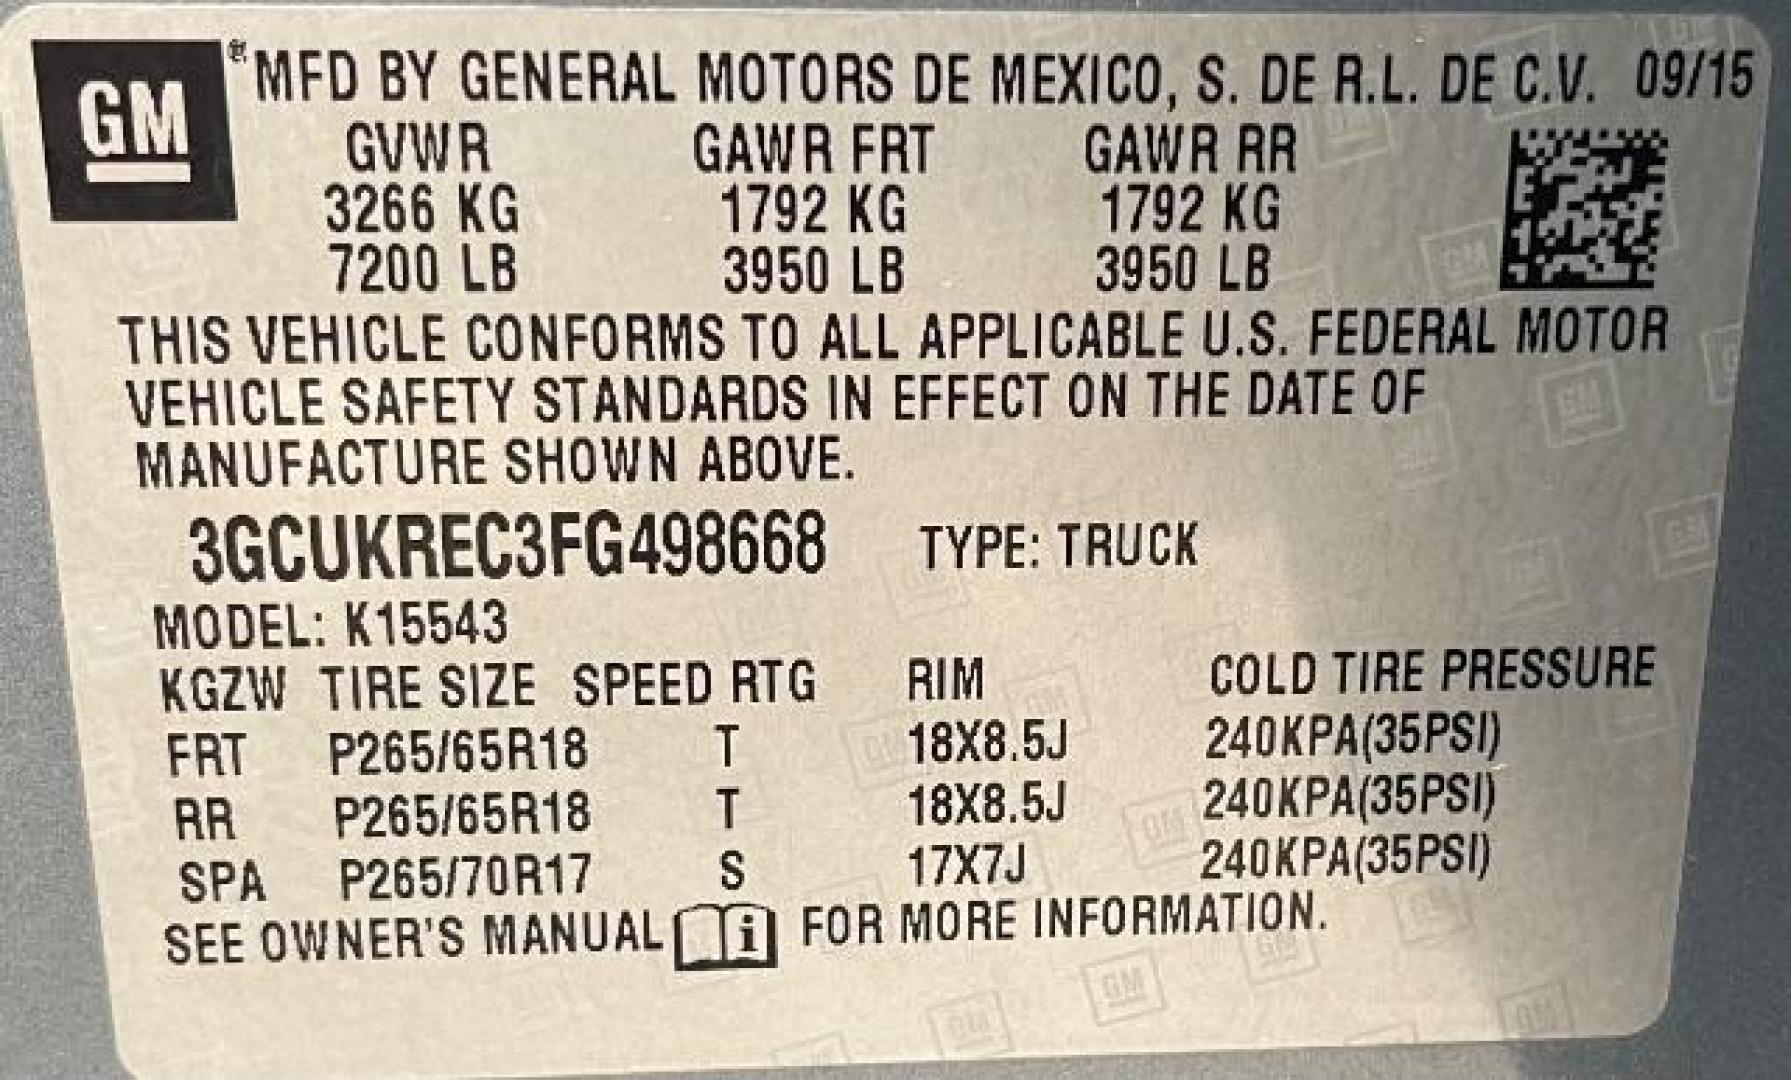 GM ® MFD BY GENERAL MOTORS DE MEXICO, S. DE R.L. DE C.V. 09/15
GVWR GAWR FRT GAWR RR
3266 KG 1792 KG 1792 KG
7200 LB 3950 LB 3950 LB
THIS VEHICLE CONFORMS TO ALL APPLICABLE U.S. FEDERAL MOTOR
VEHICLE SAFETY STANDARDS IN EFFECT ON THE DATE OF
MANUFACTURE SHOWN ABOVE.
3GCUKREC3FG498668 TYPE: TRUCK
MODEL: K15543
KGZW TIRE SIZE SPEED RTG RIM COLD TIRE PRESSURE
FRT P265/65R18 T 18X8.5J 240KPA(35PSI)
RR P265/65R18 T 18X8.5J 240KPA(35PSI)
SPA P265/70R17 S 17X7J 240KPA(35PSI)
SEE OWNER'S MANUAL i FOR MORE INFORMATION.